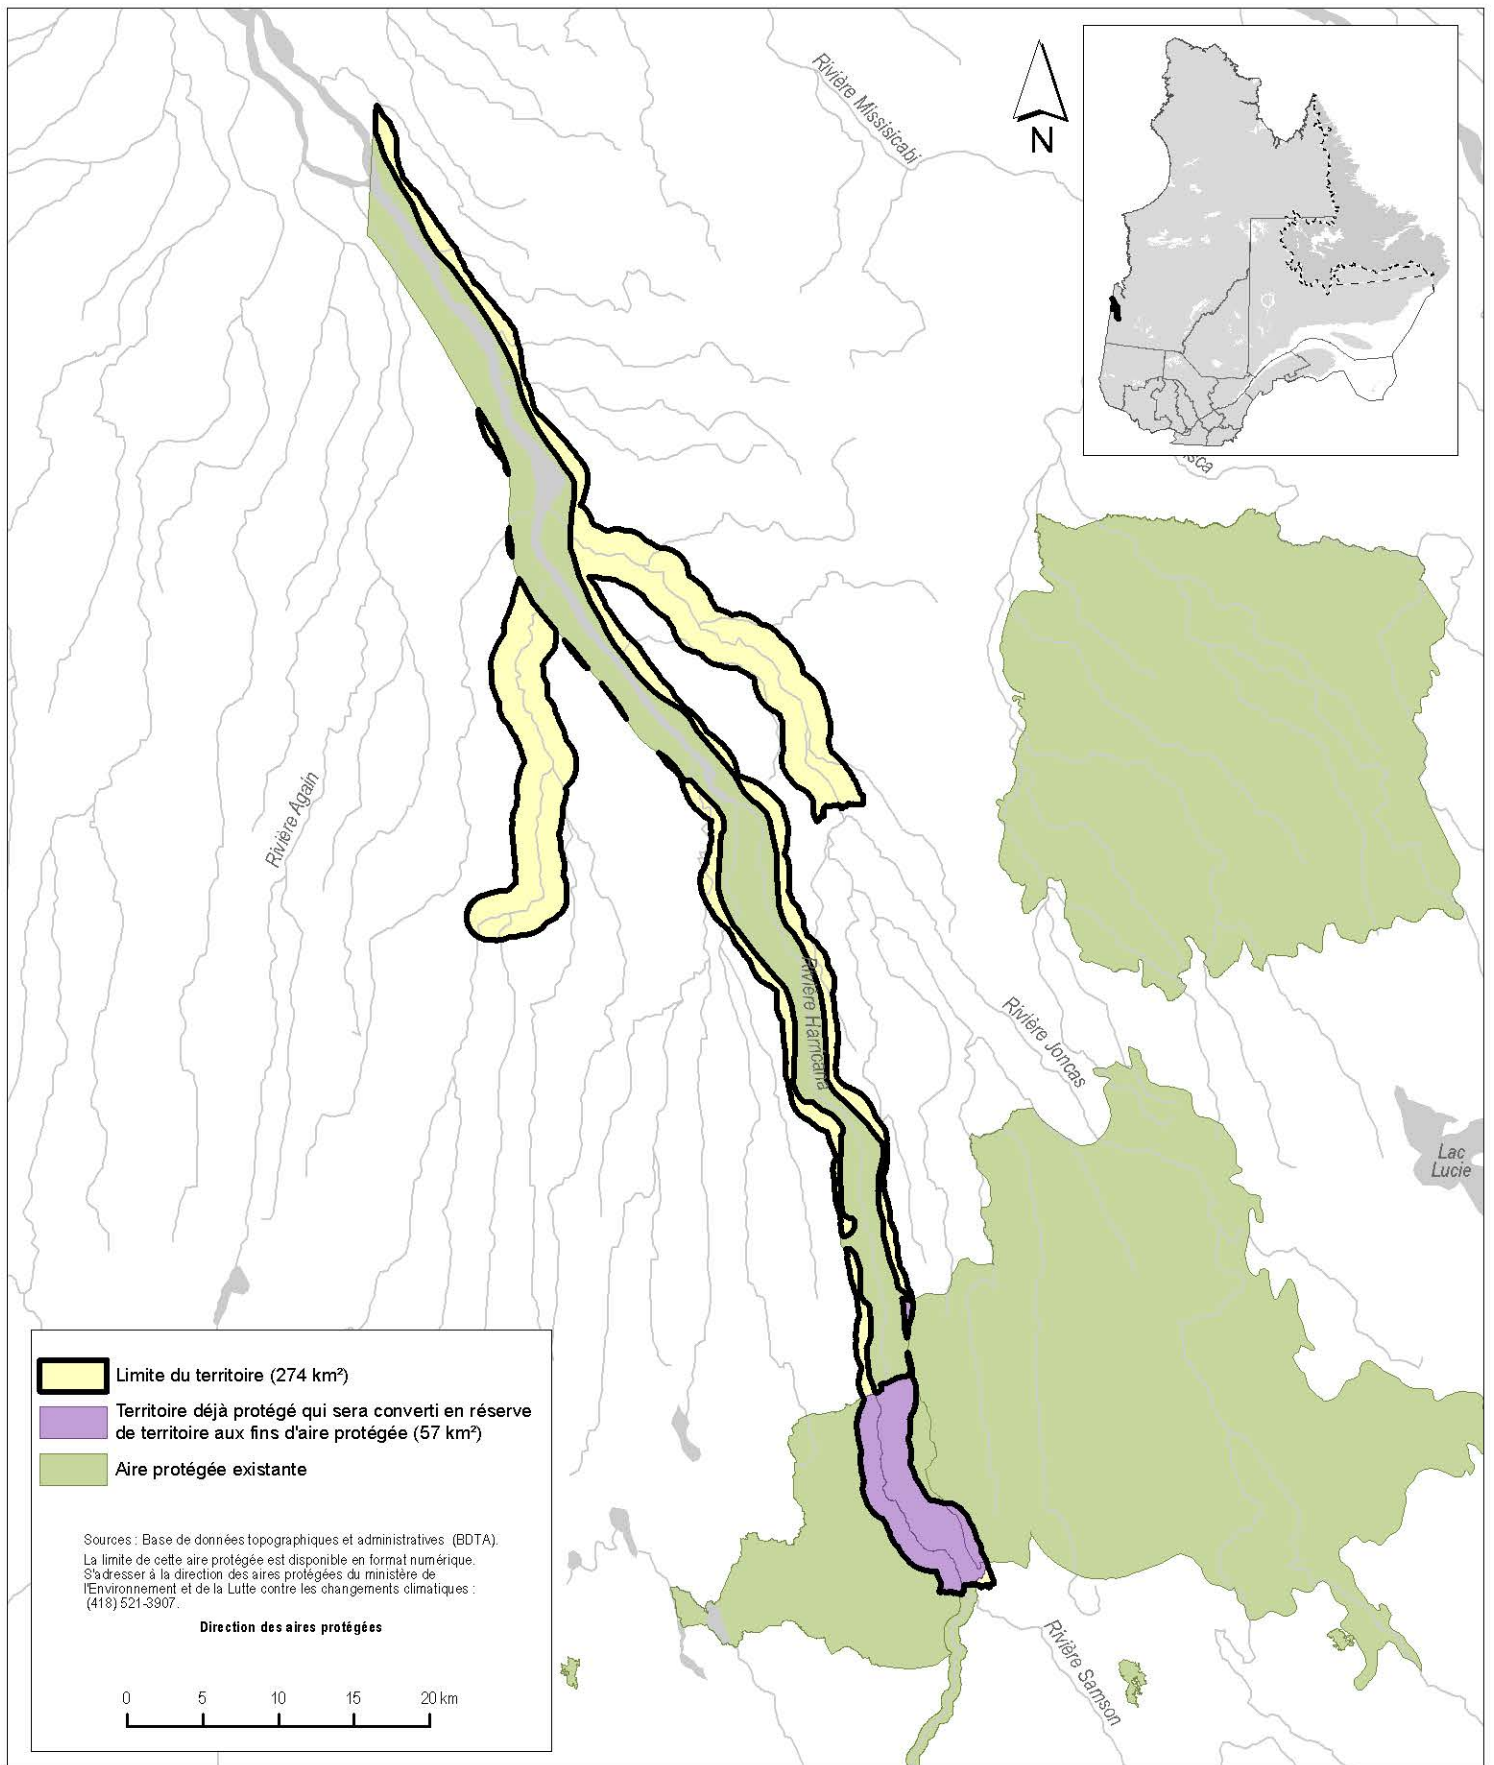 Rivière Missisicabi
N
Rivière Again
Rivière Harricana
Rivière Joncas
Lac
Lucie
Limite du territoire (274 km²)
Territoire déjà protégé qui sera converti en réserve
de territoire aux fins d'aire protégée (57 km²)
Aire protégée existante
Sources : Base de données topographiques et administratives (BDTA).
La limite de cette aire protégée est disponible en format numérique.
S'adresser à la direction des aires protégées du ministère de
l'Environnement et de la Lutte contre les changements climatiques :
(418) 521-3907.
Direction des aires protégées
0 5 10 15 20 km
Rivière Samson